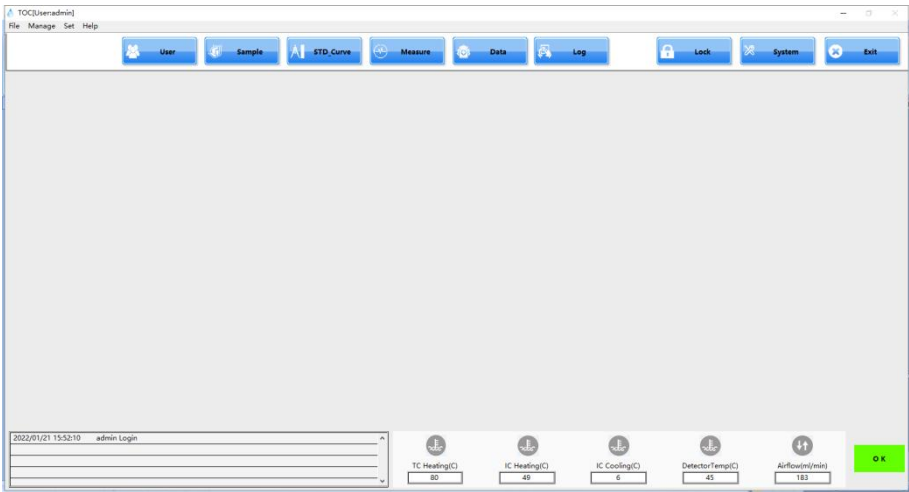 TOC[User:admin]
File Manage Set Help
User Sample STD_Curve Measure Data Log Lock System Exit
2022/01/21 15:52:10 admin Login
TC Heating(C) IC Heating(C) IC Cooling(C) DetectorTemp(C) Airflow(ml/min)
80 49 6 45 183
O K